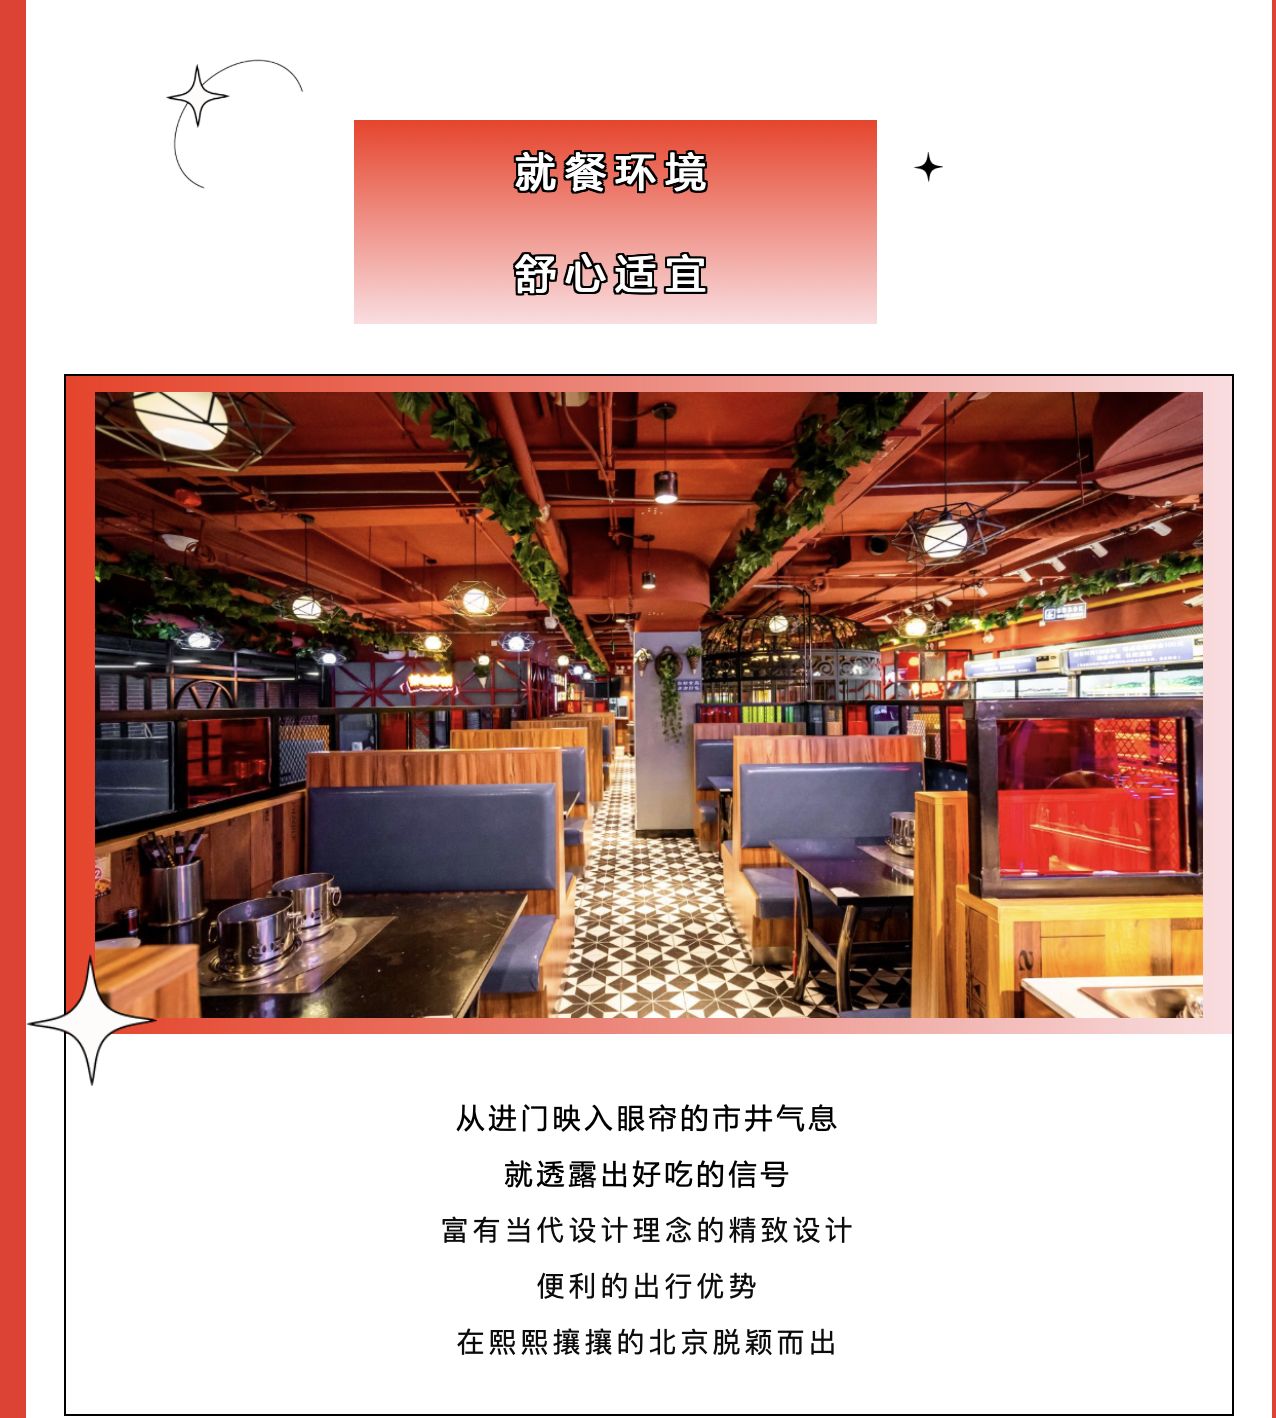 就餐环境
舒心适宜
从进门映入眼帘的市井气息
就透露出好吃的信号
富有当代设计理念的精致设计
便利的出行优势
在熙熙攘攘的北京脱颖而出